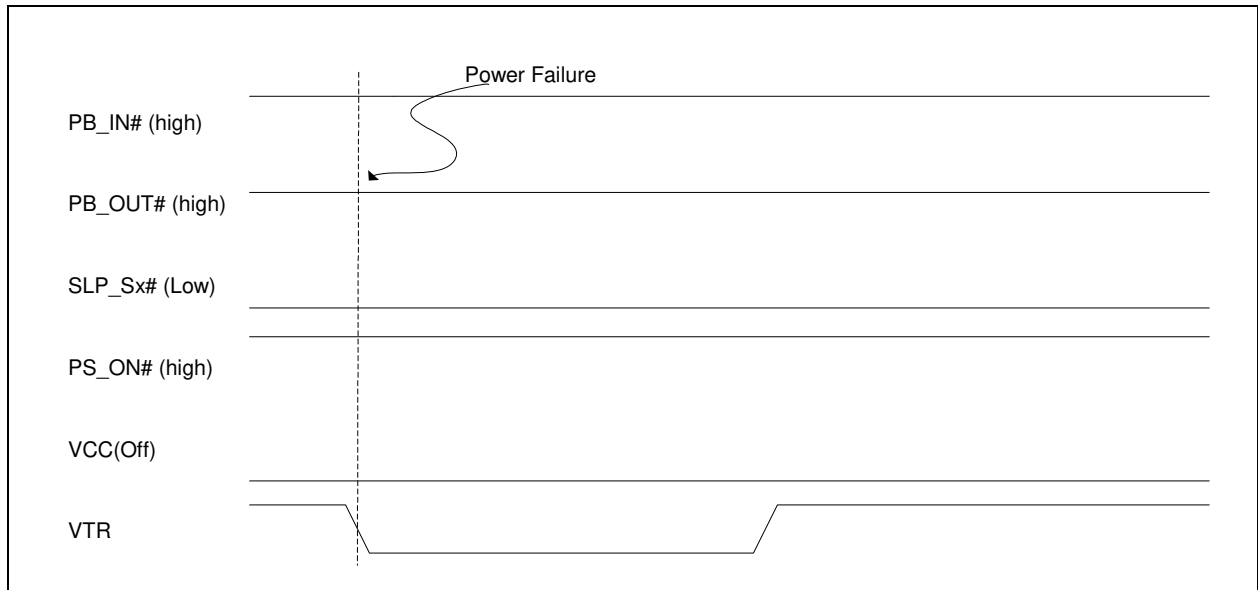 Power Failure
PB_IN# (high)
PB_OUT# (high)
SLP_Sx# (Low)
PS_ON# (high)
VCC(Off)
VTR